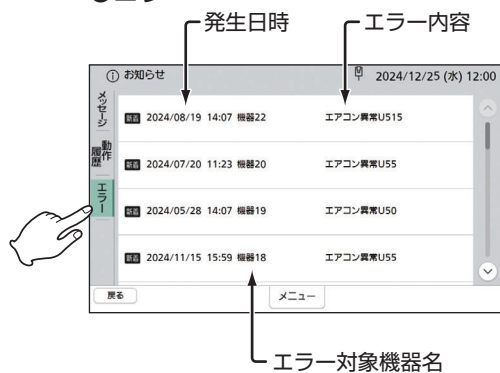 発生日時 エラー内容
お知らせ 2024/12/25 (水) 12:00
メッセージ
動作履歴
エラー
新着 2024/08/19 14:07 機器22 エアコン異常U515
新着 2024/07/20 11:23 機器20 エアコン異常U55
新着 2024/05/28 14:07 機器19 エアコン異常U50
新着 2024/11/15 15:59 機器18 エアコン異常U55
戻る メニュー
エラー対象機器名